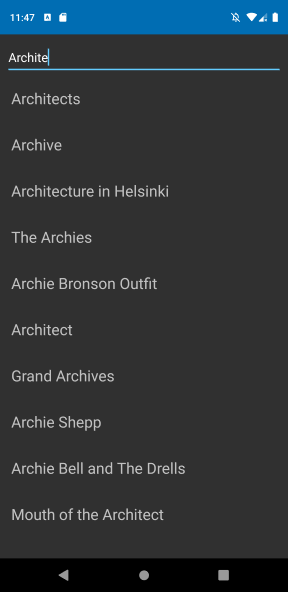 11:47
Archite
Architects
Archive
Architecture in Helsinki
The Archies
Archie Bronson Outfit
Architect
Grand Archives
Archie Shepp
Archie Bell and The Drells
Mouth of the Architect